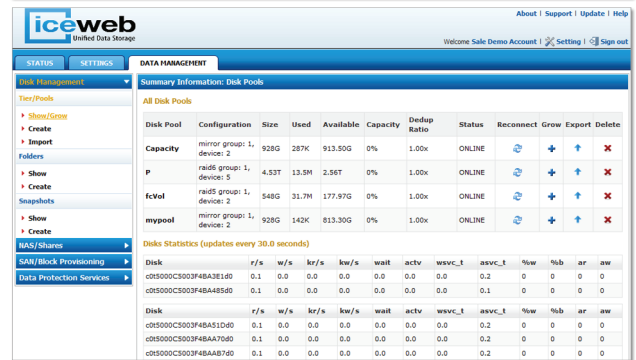 About | Support | Update | Help
iceweb
Unified Data Storage
Welcome Sale Demo Account | Setting | Sign out
STATUS SETTINGS DATA MANAGEMENT
Disk Management
Tier/Pools
Show/Grow
Create
Import
Folders
Show
Create
Snapshots
Show
Create
NAS/Shares
SAN/Block Provisioning
Data Protection Services
Summary Information: Disk Pools
All Disk Pools
Disk Pool Configuration Size Used Available Capacity Dedup Ratio Status Reconnect Grow Export Delete
Capacity mirror group: 1, device: 2 928G 287K 913.50G 0% 1.00x ONLINE
P raid6 group: 1, device: 5 4.53T 13.5M 2.56T 0% 1.00x ONLINE
fcVol raid5 group: 1, device: 2 548G 31.7M 177.97G 0% 1.00x ONLINE
mypool mirror group: 1, device: 2 928G 142K 813.30G 0% 1.00x ONLINE
Disks Statistics (updates every 30.0 seconds)
Disk r/s w/s kr/s kw/s wait actv wsvc_t asvc_t %w %b ar aw
c0t5000C5003F4BA3E1d0 0.1 0.0 0.0 0.0 0.0 0.0 0.0 0.2 0 0 0 0
c0t5000C5003F4BA485d0 0.1 0.0 0.0 0.0 0.0 0.0 0.0 0.1 0 0 0 0
Disk r/s w/s kr/s kw/s wait actv wsvc_t asvc_t %w %b ar aw
c0t5000C5003F4BA51Dd0 0.1 0.0 0.0 0.0 0.0 0.0 0.0 0.2 0 0 0 0
c0t5000C5003F4BAA70d0 0.1 0.0 0.0 0.0 0.0 0.0 0.0 0.2 0 0 0 0
c0t5000C5003F4BAAB7d0 0.1 0.0 0.0 0.0 0.0 0.0 0.0 0.2 0 0 0 0